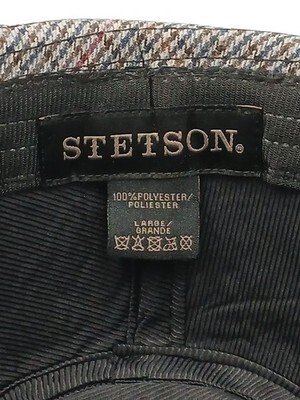 STETSON®
100% POLYESTER/
POLIESTER
LARGE/
GRANDE